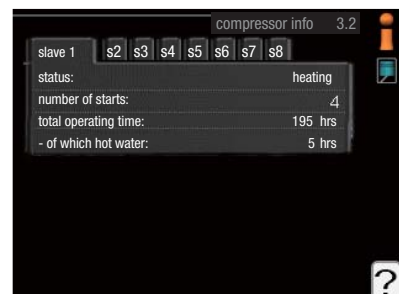 compressor info 3.2
slave 1 s2 s3 s4 s5 s6 s7 s8
status: heating
number of starts: 4
total operating time: 195 hrs
- of which hot water: 5 hrs
?